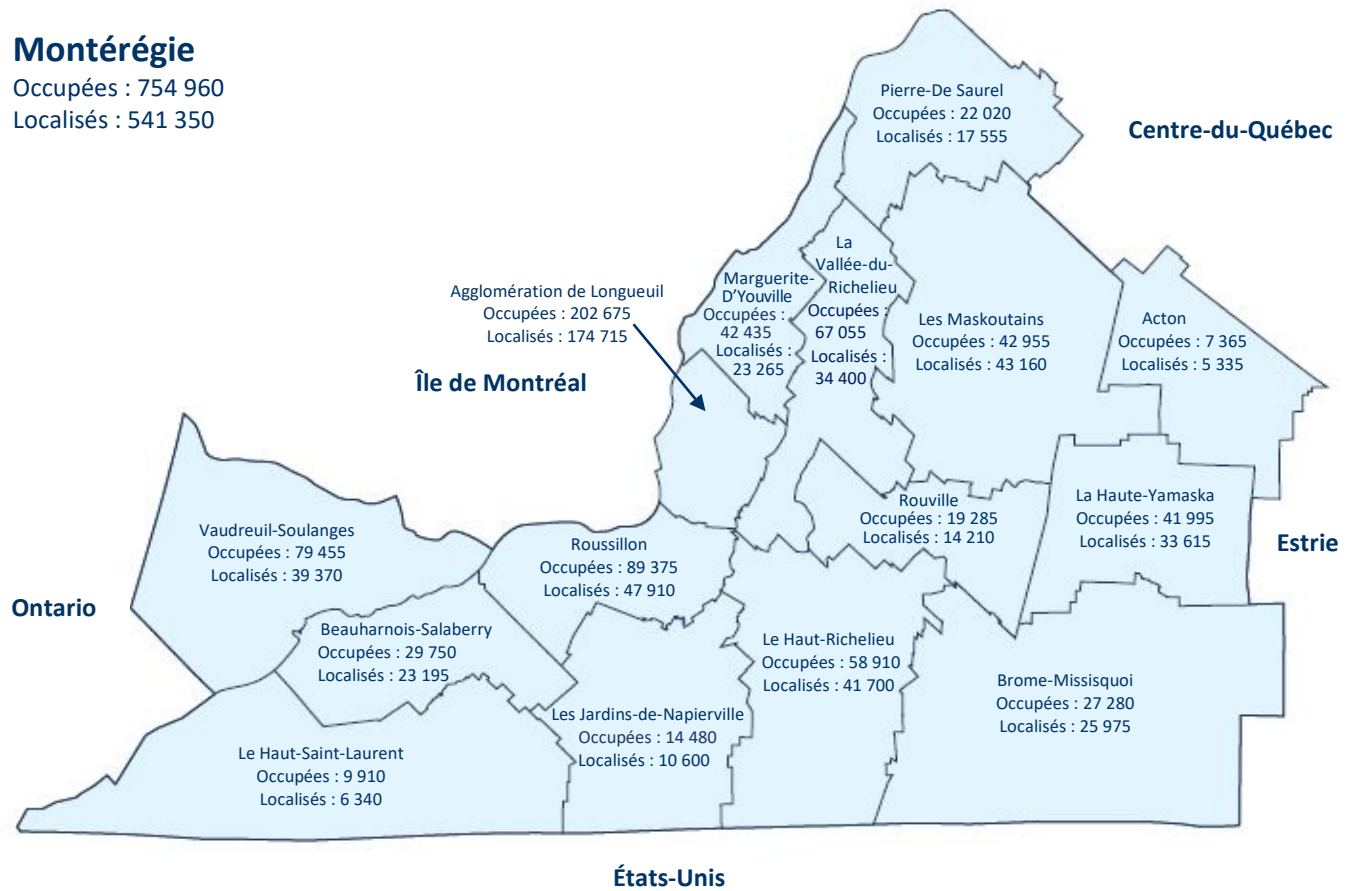 Montérégie
Occupées : 754 960
Localisés : 541 350
Pierre-De Saurel
Occupées : 22 020
Localisés : 17 555
Centre-du-Québec
La
Vallée-du-
Richelieu
Occupées :
67 055
Localisés :
34 400
Marguerite-
D'Youville
Occupées :
42 435
Localisés :
23 265
Agglomération de Longueuil
Occupées : 202 675
Localisés : 174 715
Les Maskoutains
Occupées : 42 955
Localisés : 43 160
Acton
Occupées : 7 365
Localisés : 5 335
Île de Montréal
Rouville
Occupées : 19 285
Localisés : 14 210
La Haute-Yamaska
Occupées : 41 995
Localisés : 33 615
Estrie
Vaudreuil-Soulanges
Occupées : 79 455
Localisés : 39 370
Roussillon
Occupées : 89 375
Localisés : 47 910
Ontario
Beauharnois-Salaberry
Occupées : 29 750
Localisés : 23 195
Le Haut-Richelieu
Occupées : 58 910
Localisés : 41 700
Brome-Missisquoi
Occupées : 27 280
Localisés : 25 975
Les Jardins-de-Napierville
Occupées : 14 480
Localisés : 10 600
Le Haut-Saint-Laurent
Occupées : 9 910
Localisés : 6 340
États-Unis